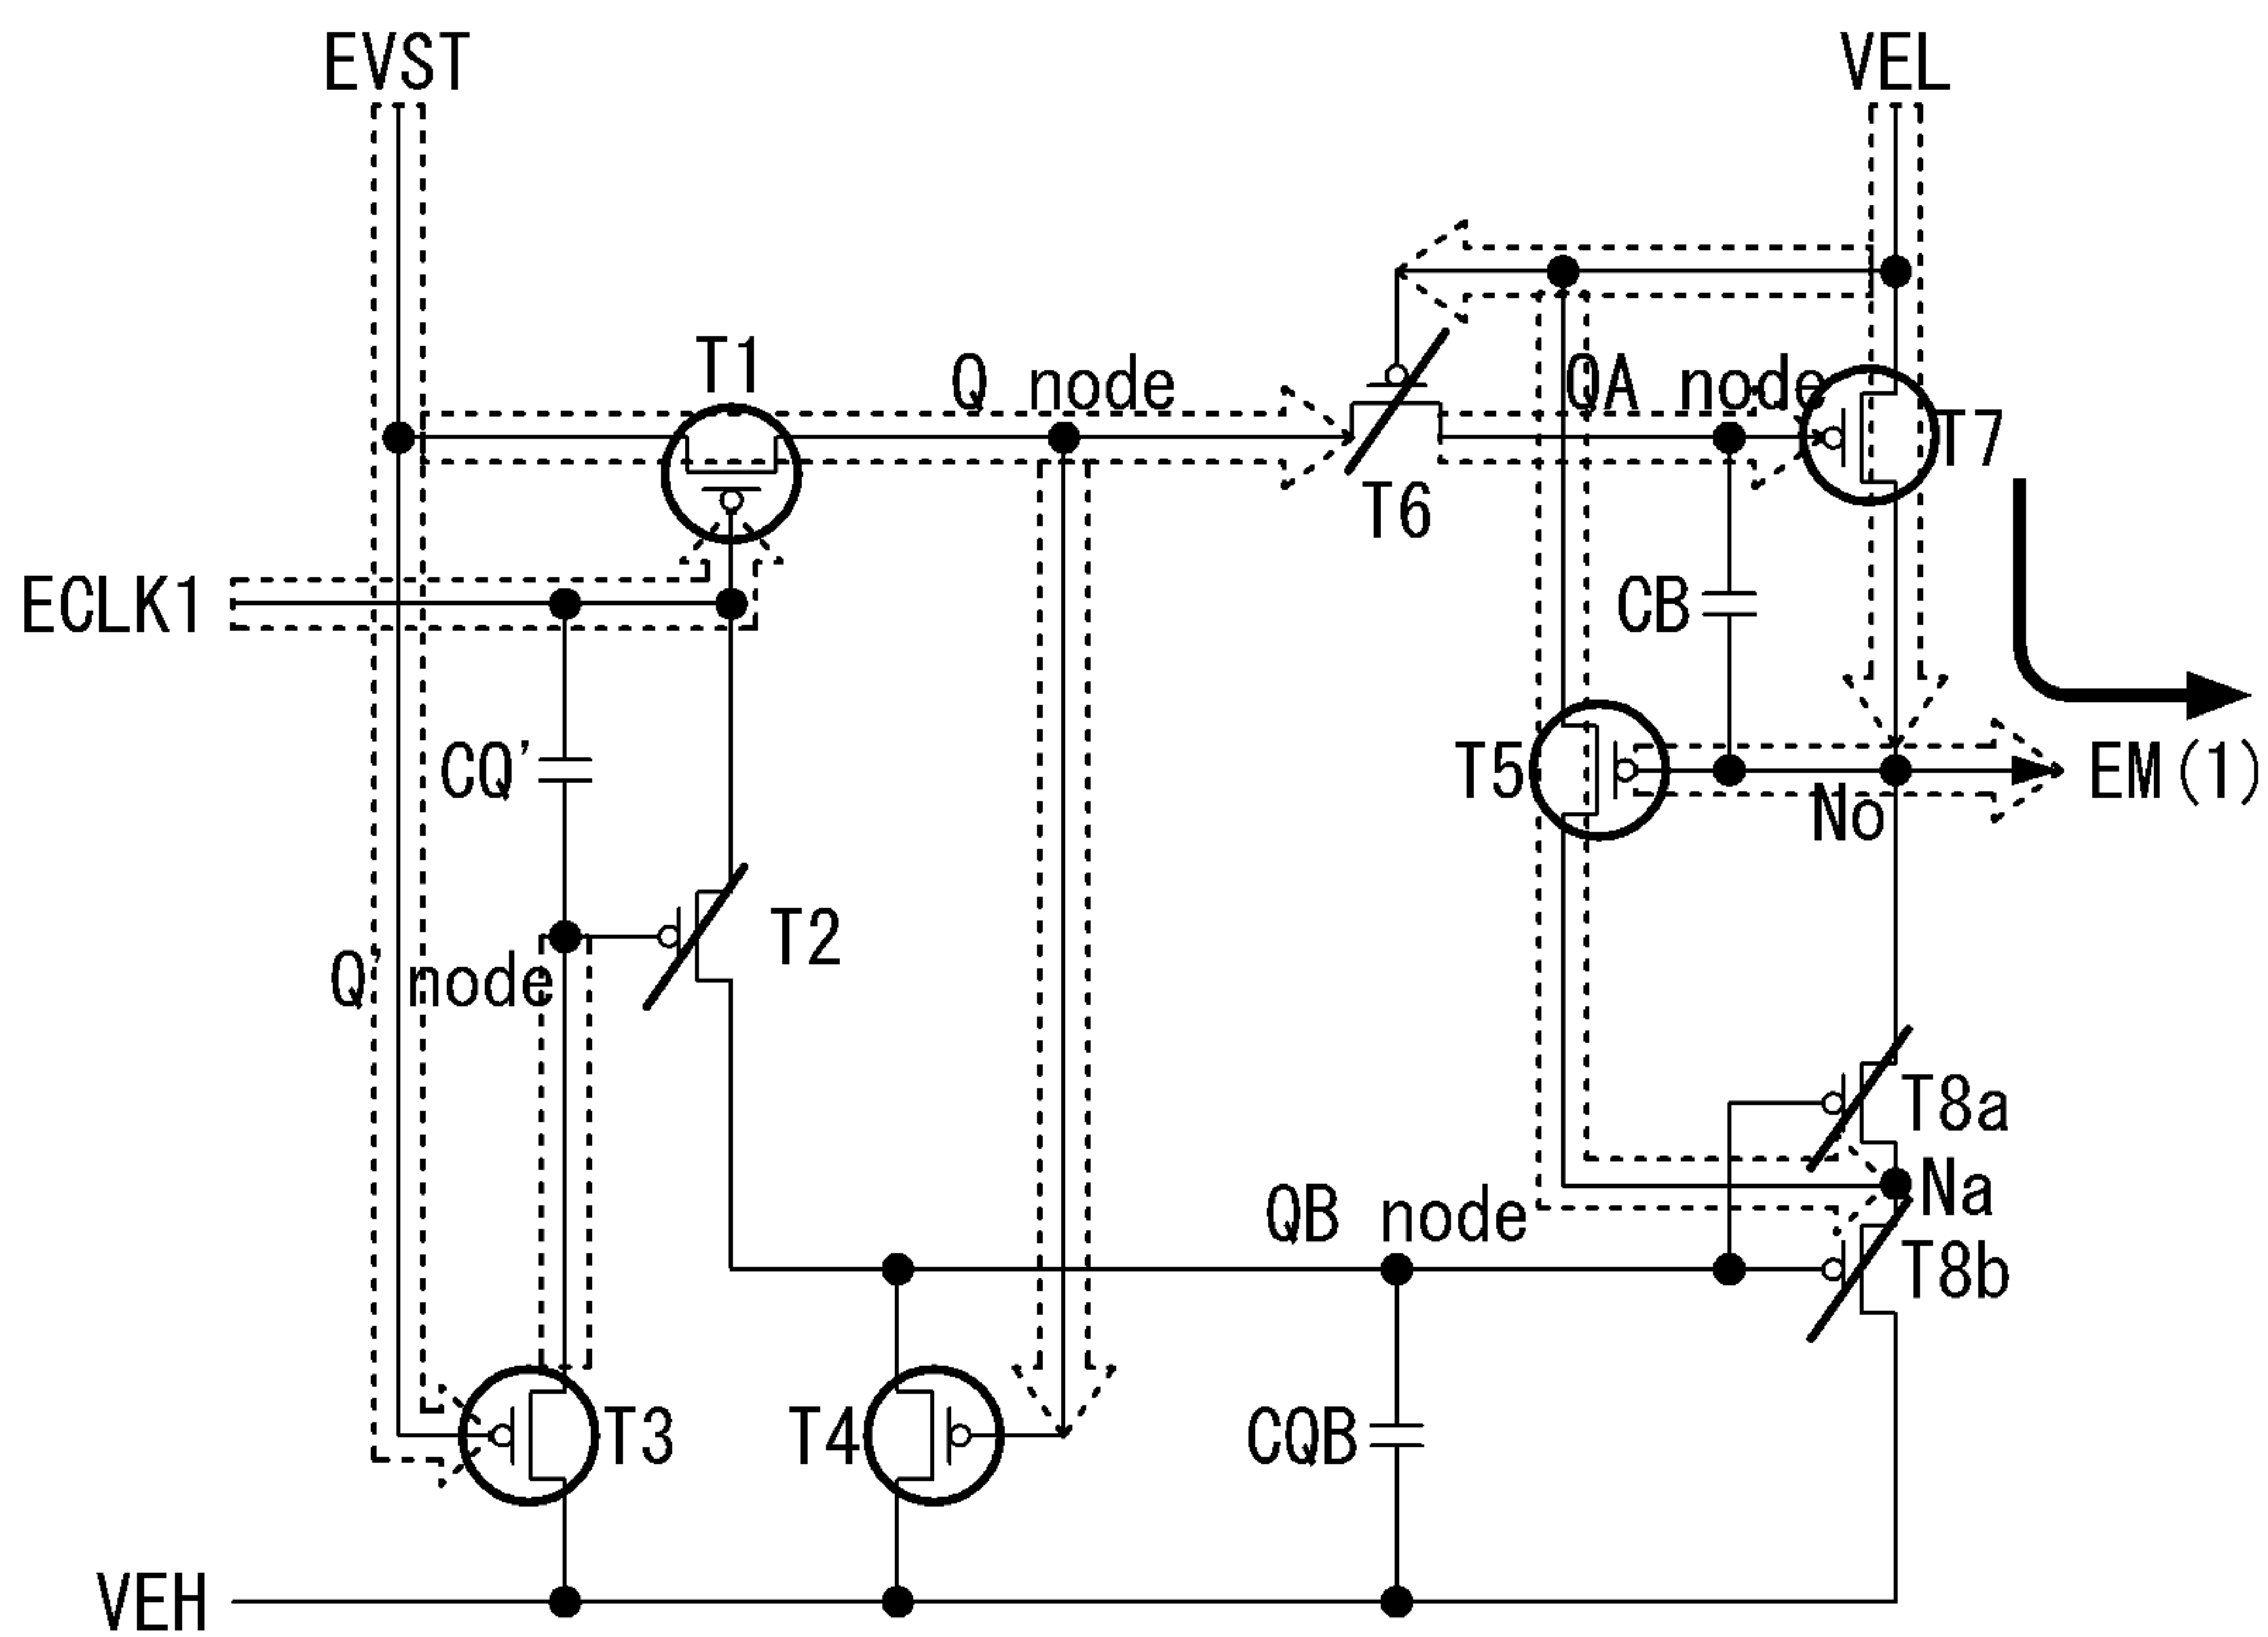 EVST
VEL
T1
Q node
QA node
T7
T6
ECLK1
CB
CQ'
T5
EM(1)
No
T2
Q' node
T8a
Na
QB node
T8b
T3
T4
CQB
VEH